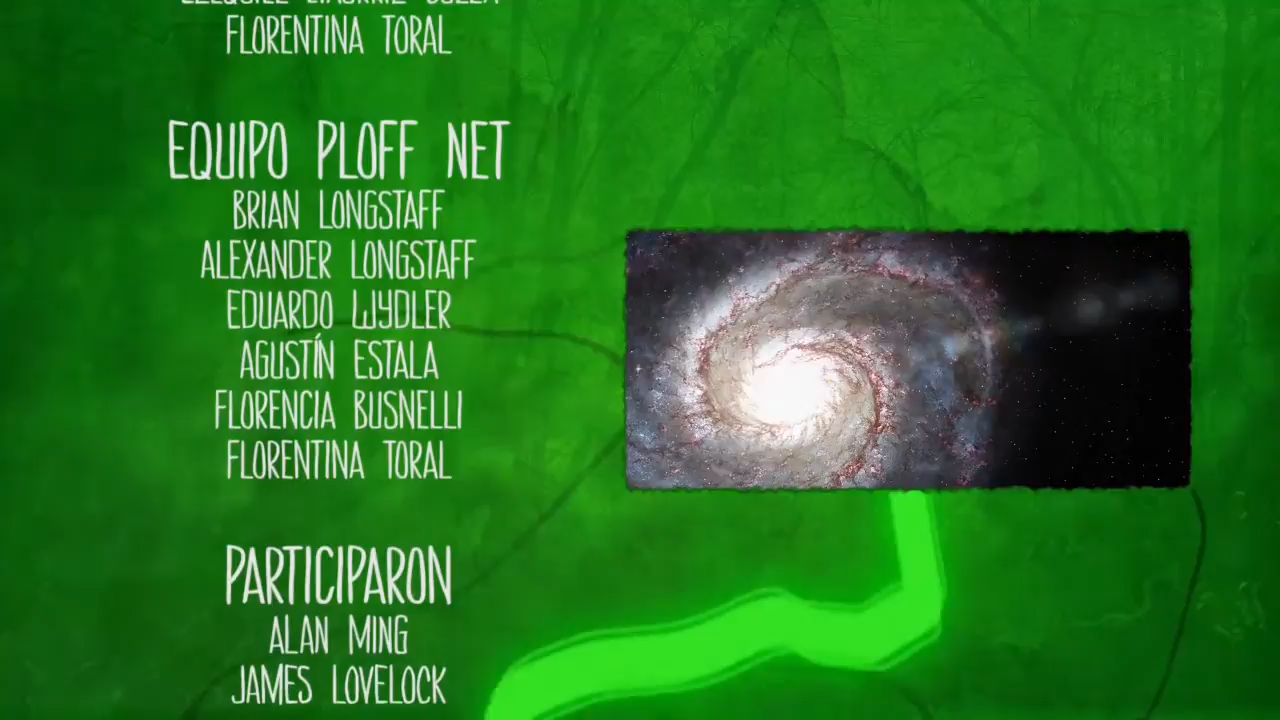 FLORENTINA TORAL
EQUIPO PLOFF NET
BRIAN LONGSTAFF
ALEXANDER LONGSTAFF
EDUARDO WYDLER
AGUSTÍN ESTALA
FLORENCIA BUSNELLI
FLORENTINA TORAL
PARTICIPARON
ALAN MING
JAMES LOVELOCK